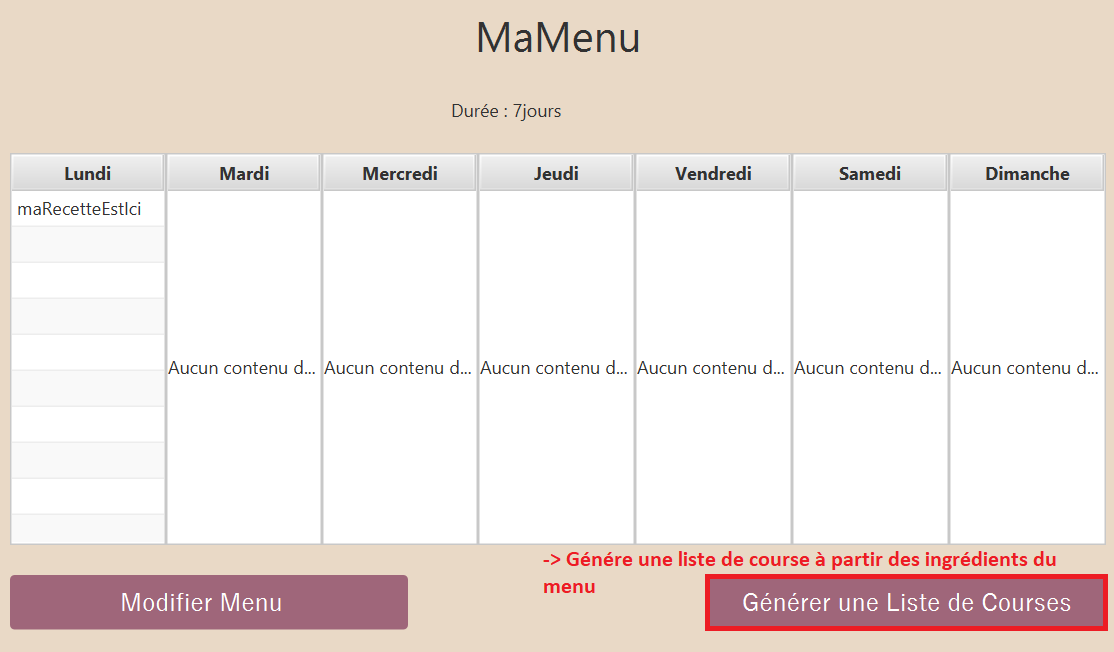 MaMenu
Durée : 7jours
Lundi Mardi Mercredi Jeudi Vendredi Samedi Dimanche
maRecetteEstIci
Aucun contenu d... Aucun contenu d... Aucun contenu d... Aucun contenu d... Aucun contenu d... Aucun contenu d...
-> Génére une liste de course à partir des ingrédients du
menu
Modifier Menu Générer une Liste de Courses